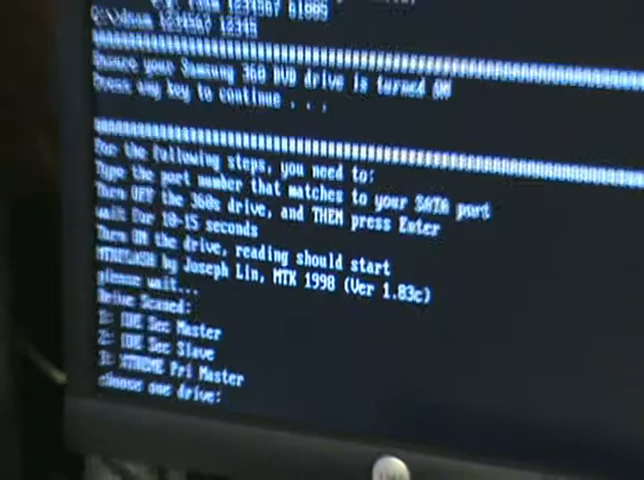 1234567 61005
C:\dsam 1234567 12345
Ensure your Samsung 360 DVD drive is turned ON
Press any key to continue . . .
For the following steps, you need to:
Type the port number that matches to your SATA port
Turn OFF the 360s drive, and THEN press Enter
wait for 10-15 seconds
Then ON the drive, reading should start
MTKFLASH by Joseph Lin, MTK 1998 (Ver 1.83c)
please wait...
Drive Scaned:
1: IDE Sec Master
2: IDE Sec Slave
3: XTREME Pri Master
choose one drive: